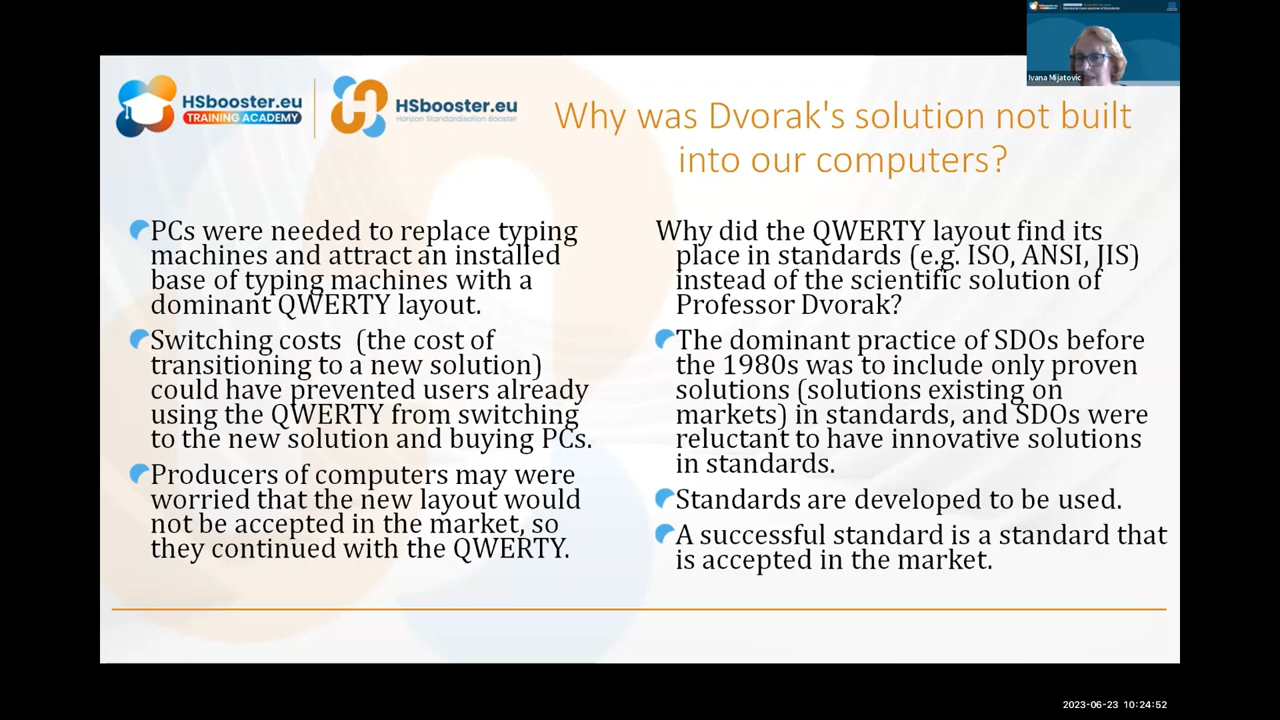 HSbooster.eu
TRAINING ACADEMY
HSbooster.eu
Horizon Standardisation Booster
Ivana Mijatovic
Why was Dvorak's solution not built
into our computers?
PCs were needed to replace typing
machines and attract an installed
base of typing machines with a
dominant QWERTY layout.
Switching costs (the cost of
transitioning to a new solution)
could have prevented users already
using the QWERTY from switching
to the new solution and buying PCs.
Producers of computers may were
worried that the new layout would
not be accepted in the market, so
they continued with the QWERTY.
Why did the QWERTY layout find its
place in standards (e.g. ISO, ANSI, JIS)
instead of the scientific solution of
Professor Dvorak?
The dominant practice of SDOs before
the 1980s was to include only proven
solutions (solutions existing on
markets) in standards, and SDOs were
reluctant to have innovative solutions
in standards.
Standards are developed to be used.
A successful standard is a standard that
is accepted in the market.
2023-06-23 10:24:52